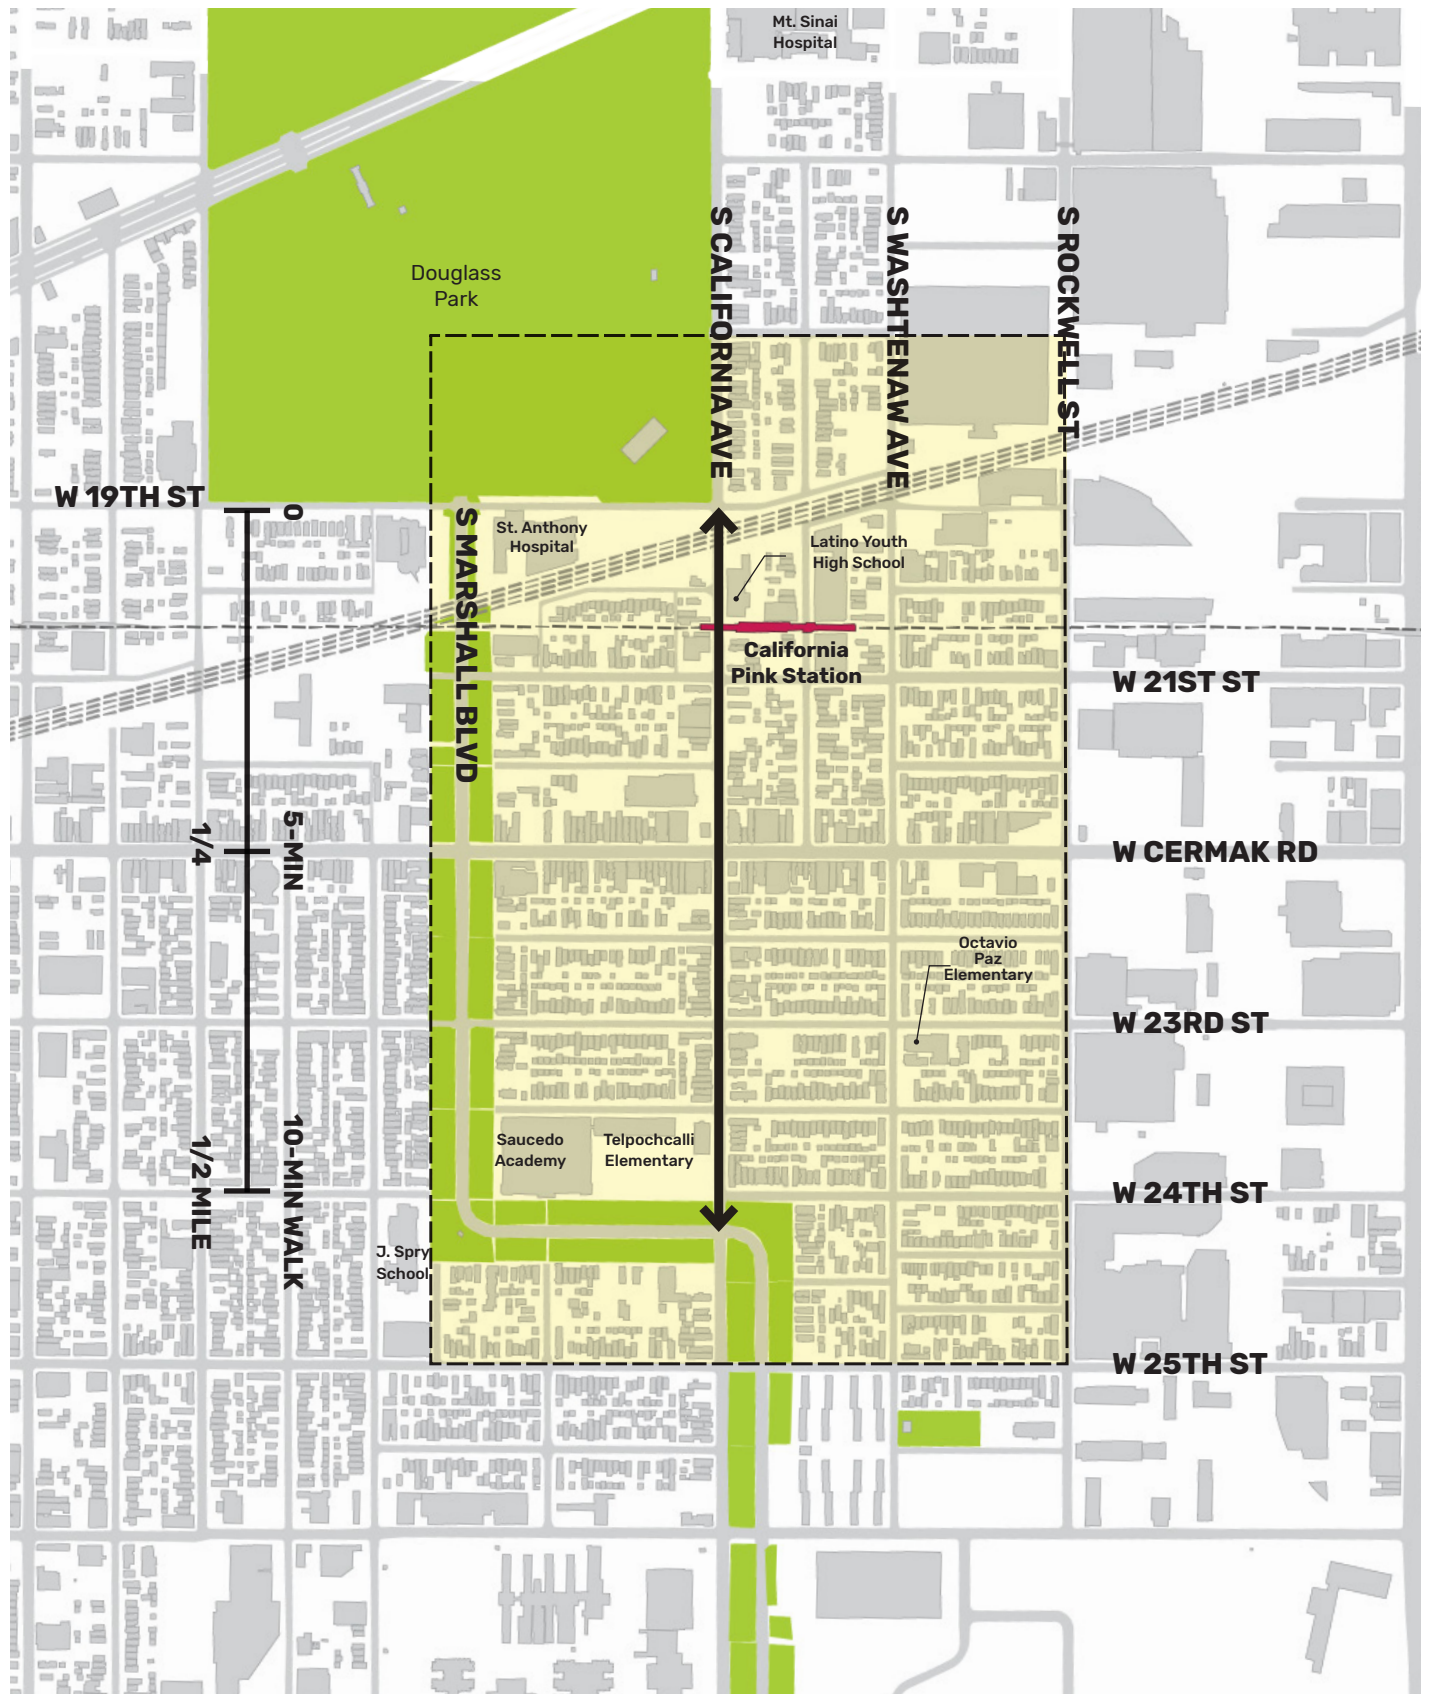 Mt. Sinai
Hospital
Douglass
Park
S CALIFORNIA AVE
S WASHTENAW AVE
S ROCKWELL ST
W 19TH ST
0
S MARSHALL BLVD
St. Anthony
Hospital
Latino Youth
High School
California
Pink Station
W 21ST ST
1/4
5-MIN
W CERMAK RD
Octavio
Paz
Elementary
W 23RD ST
1/2 MILE
10-MIN WALK
Saucedo
Academy
Telpochcalli
Elementary
W 24TH ST
J. Spry
School
W 25TH ST